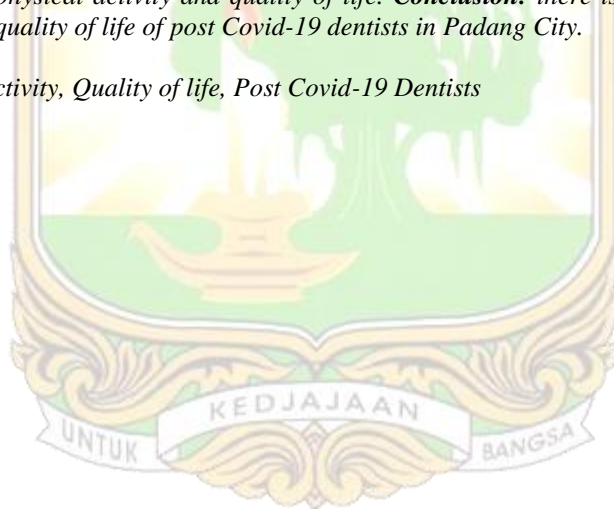 physical activity and quality of life. Conclusion: there is
quality of life of post Covid-19 dentists in Padang City.
ctivity, Quality of life, Post Covid-19 Dentists
UNTUK KEDJAJAAN BANGSA